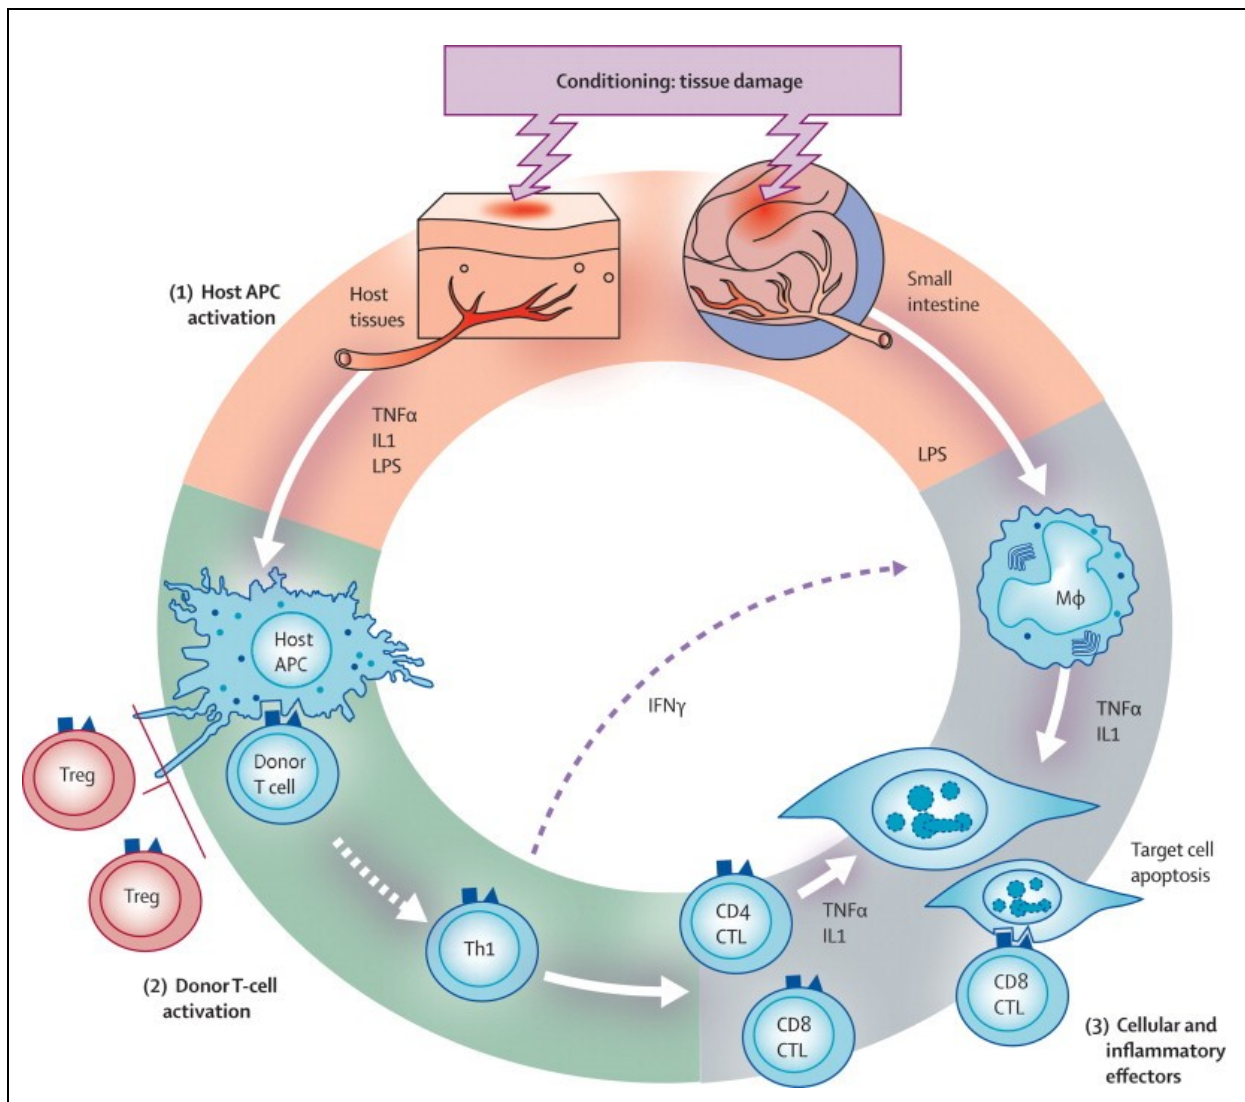 Conditioning: tissue damage
(1) Host APC
activation
Host
tissues
Small
intestine
TNFα
IL1
LPS
LPS
Host
APC
Mϕ
IFNγ
TNFα
IL1
Treg
Donor
T cell
Treg
Th1
CD4
CTL
TNFα
IL1
Target cell
apoptosis
(2) Donor T-cell
activation
CD8
CTL
CD8
CTL
(3) Cellular and
inflammatory
effectors